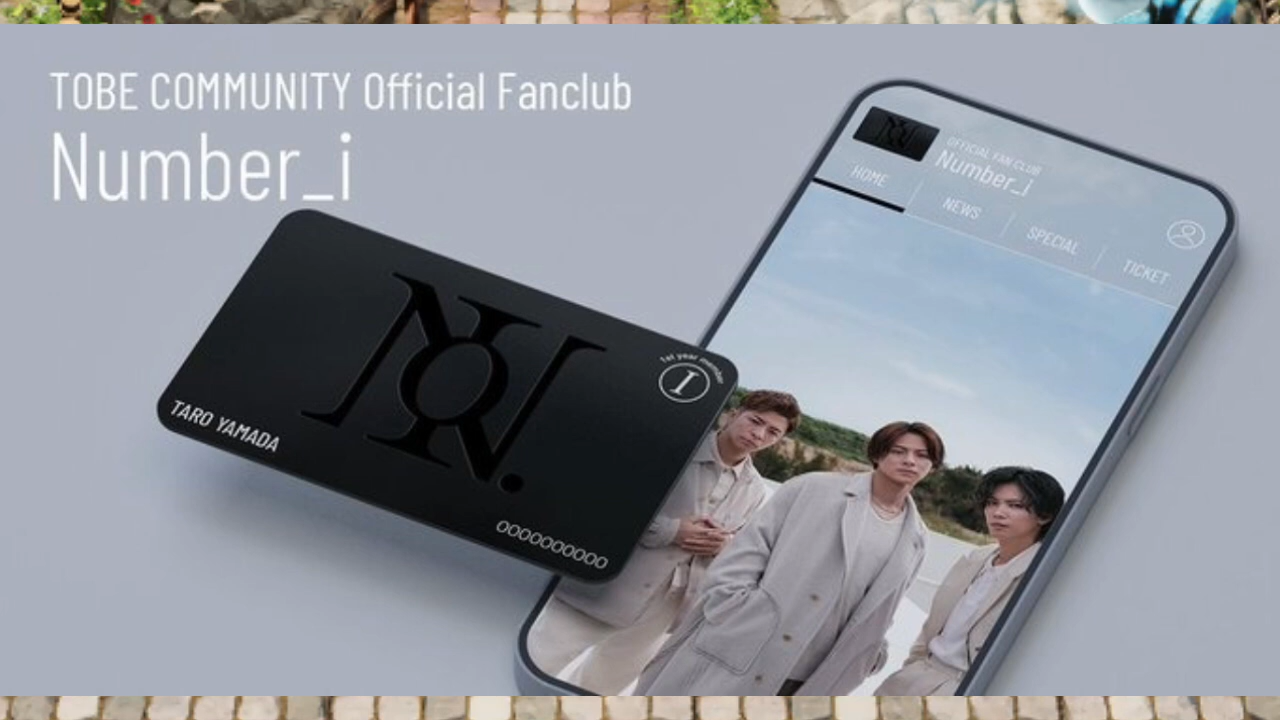 TOBE COMMUNITY Official Fanclub
Number_i
OFFICIAL FAN CLUB
Number_i
HOME
NEWS
SPECIAL
TICKET
NO.
1st year member
I
TARO YAMADA
0000000000